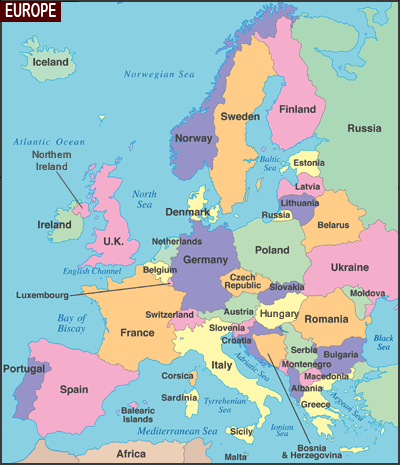 EUROPE
Iceland
Norwegian Sea
Finland
Sweden
Norway
Russia
Atlantic Ocean
Northern
Ireland
Baltic
Sea
Estonia
North
Sea
Latvia
Lithuania
Denmark
Russia
Ireland
Belarus
U.K.
Netherlands
Poland
Germany
English Channel
Belgium
Czech
Republic
Ukraine
Luxembourg
Slovakia
Moldova
Switzerland
Austria
Hungary
Bay of
Biscay
France
Slovenia
Romania
Croatia
Black
Sea
Serbia
Bulgaria
Italy
Adriatic Sea
Montenegro
Portugal
Corsica
Macedonia
Spain
Albania
Sardinia
Tyrrehenian
Sea
Greece
Aegean
Sea
Balearic
Islands
Mediterranean Sea
Sicily
Ionian
Sea
Bosnia
& Herzegovina
Africa
Malta